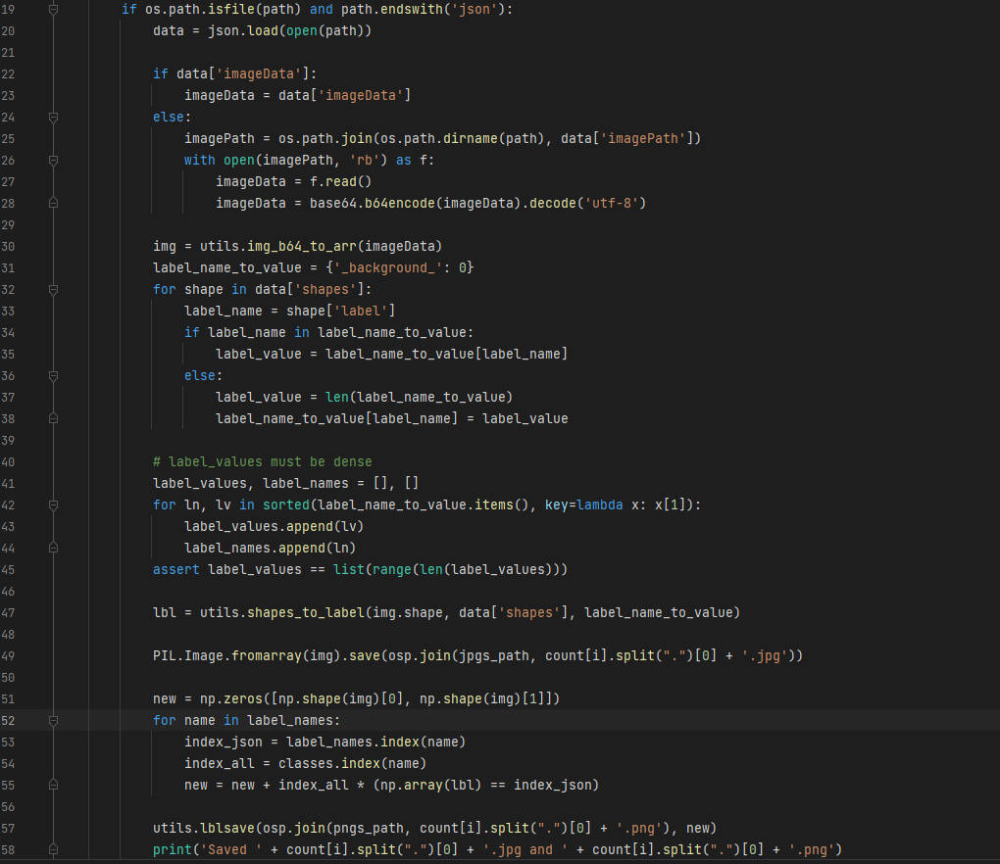 19 if os.path.isfile(path) and path.endswith('json'):
20 data = json.load(open(path))
21
22 if data['imageData']:
23 imageData = data['imageData']
24 else:
25 imagePath = os.path.join(os.path.dirname(path), data['imagePath'])
26 with open(imagePath, 'rb') as f:
27 imageData = f.read()
28 imageData = base64.b64encode(imageData).decode('utf-8')
29
30 img = utils.img_b64_to_arr(imageData)
31 label_name_to_value = {'_background_': 0}
32 for shape in data['shapes']:
33 label_name = shape['label']
34 if label_name in label_name_to_value:
35 label_value = label_name_to_value[label_name]
36 else:
37 label_value = len(label_name_to_value)
38 label_name_to_value[label_name] = label_value
39
40 # label_values must be dense
41 label_values, label_names = [], []
42 for ln, lv in sorted(label_name_to_value.items(), key=lambda x: x[1]):
43 label_values.append(lv)
44 label_names.append(ln)
45 assert label_values == list(range(len(label_values)))
46
47 lbl = utils.shapes_to_label(img.shape, data['shapes'], label_name_to_value)
48
49 PIL.Image.fromarray(img).save(osp.join(jpgs_path, count[i].split(".")[0] + '.jpg'))
50
51 new = np.zeros([np.shape(img)[0], np.shape(img)[1]])
52 for name in label_names:
53 index_json = label_names.index(name)
54 index_all = classes.index(name)
55 new = new + index_all * (np.array(lbl) == index_json)
56
57 utils.lblsave(osp.join(pngs_path, count[i].split(".")[0] + '.png'), new)
58 print('Saved ' + count[i].split(".")[0] + '.jpg and ' + count[i].split(".")[0] + '.png')